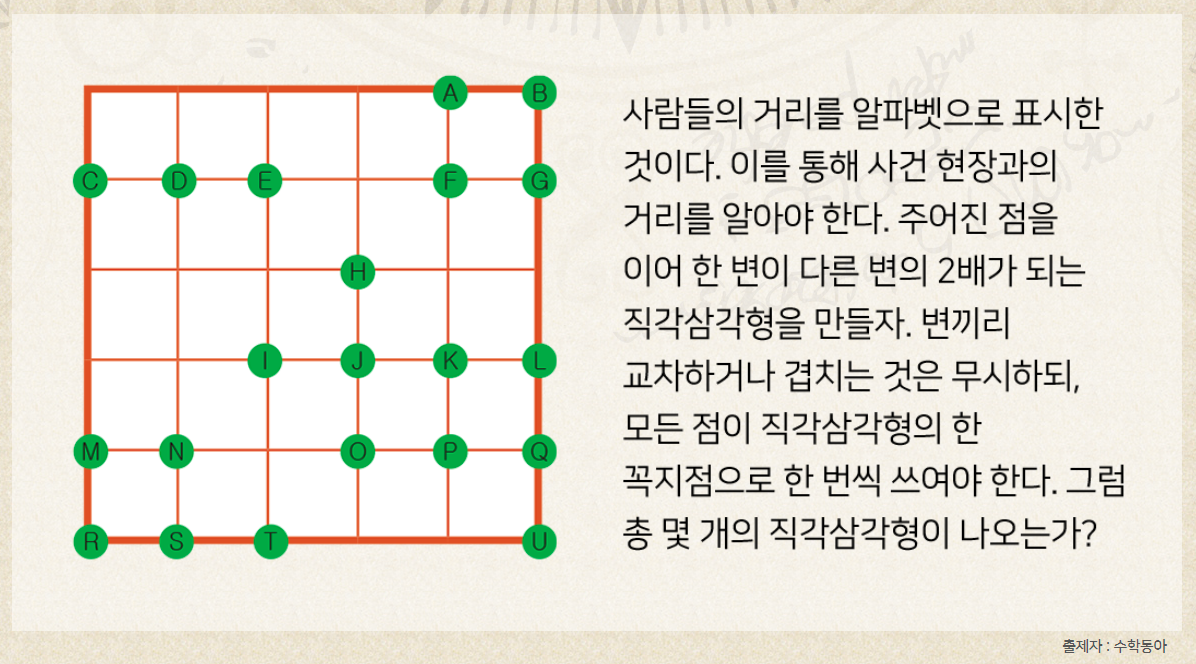 A B
C D E F G
H
I J K L
M N O P Q
R S T U
사람들의 거리를 알파벳으로 표시한
것이다. 이를 통해 사건 현장과의
거리를 알아야 한다. 주어진 점을
이어 한 변이 다른 변의 2배가 되는
직각삼각형을 만들자. 변끼리
교차하거나 겹치는 것은 무시하되,
모든 점이 직각삼각형의 한
꼭지점으로 한 번씩 쓰여야 한다. 그럼
총 몇 개의 직각삼각형이 나오는가?
출제자 : 수학동아